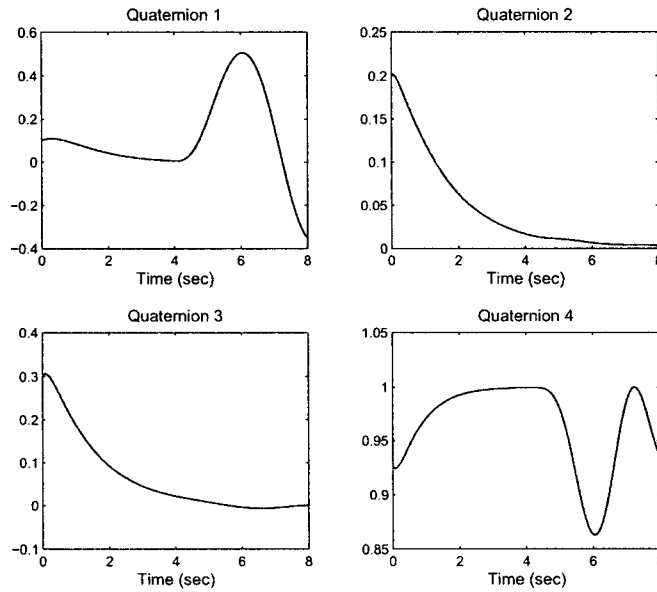 Quaternion 1
0.6
0.4
0.2
0
−0.2
−0.4
0 2 4 6 8
Time (sec)
Quaternion 2
0.25
0.2
0.15
0.1
0.05
0
0 2 4 6 8
Time (sec)
Quaternion 3
0.4
0.3
0.2
0.1
0
−0.1
0 2 4 6 8
Time (sec)
Quaternion 4
1.05
1
0.95
0.9
0.85
0 2 4 6 8
Time (sec)